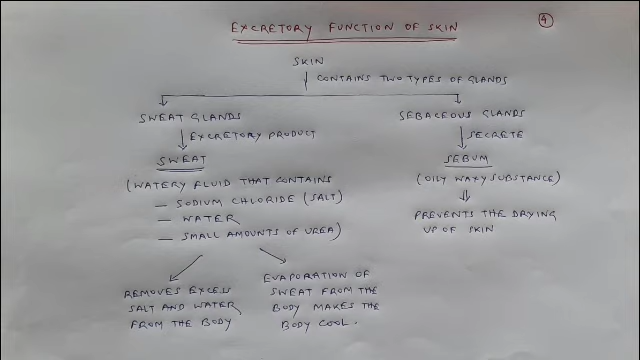 EXCRETORY FUNCTION OF SKIN
4
SKIN
CONTAINS TWO TYPES OF GLANDS
SWEAT GLANDS
EXCRETORY PRODUCT
SWEAT
(WATERY FLUID THAT CONTAINS
— SODIUM CHLORIDE (SALT)
— WATER
— SMALL AMOUNTS OF UREA)
REMOVES EXCESS
SALT AND WATER
FROM THE BODY
EVAPORATION OF
SWEAT FROM THE
BODY MAKES THE
BODY COOL.
SEBACEOUS GLANDS
SECRETE
SEBUM
(OILY WAXY SUBSTANCE)
PREVENTS THE DRYING
UP OF SKIN